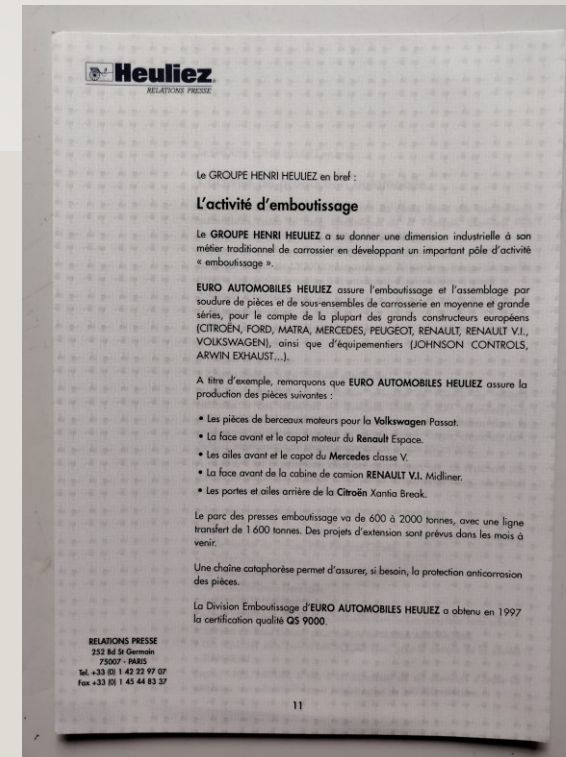 Heuliez
RELATIONS PRESSE
Le GROUPE HENRI HEULIEZ en bref :
L'activité d'emboutissage
Le GROUPE HENRI HEULIEZ a su donner une dimension industrielle à son
métier traditionnel de carrossier en développant un important pôle d'activité
« emboutissage ».
EURO AUTOMOBILES HEULIEZ assure l'emboutissage et l'assemblage par
soudure de pièces et de sous-ensembles de carrosserie en moyenne et grande
séries, pour le compte de la plupart des grands constructeurs européens
(CITROËN, FORD, MATRA, MERCEDES, PEUGEOT, RENAULT, RENAULT V.I.,
VOLKSWAGEN), ainsi que d'équipementiers (JOHNSON CONTROLS,
ARWIN EXHAUST...).
A titre d'exemple, remarquons que EURO AUTOMOBILES HEULIEZ assure la
production des pièces suivantes :
• Les pièces de berceaux moteurs pour la Volkswagen Passat.
• La face avant et le capot moteur du Renault Espace.
• Les ailes avant et le capot du Mercedes classe V.
• La face avant de la cabine de camion RENAULT V.I. Midliner.
• Les portes et ailes arrière de la Citroën Xantia Break.
Le parc des presses emboutissage va de 600 à 2000 tonnes, avec une ligne
transfert de 1 600 tonnes. Des projets d'extension sont prévus dans les mois à
venir.
Une chaîne cataphorèse permet d'assurer, si besoin, la protection anticorrosion
des pièces.
La Division Emboutissage d'EURO AUTOMOBILES HEULIEZ a obtenu en 1997
la certification qualité QS 9000.
RELATIONS PRESSE
252 Bd St Germain
75007 - PARIS
Tel. +33 (0) 1 42 22 97 07
Fax +33 (0) 1 45 44 83 37
11